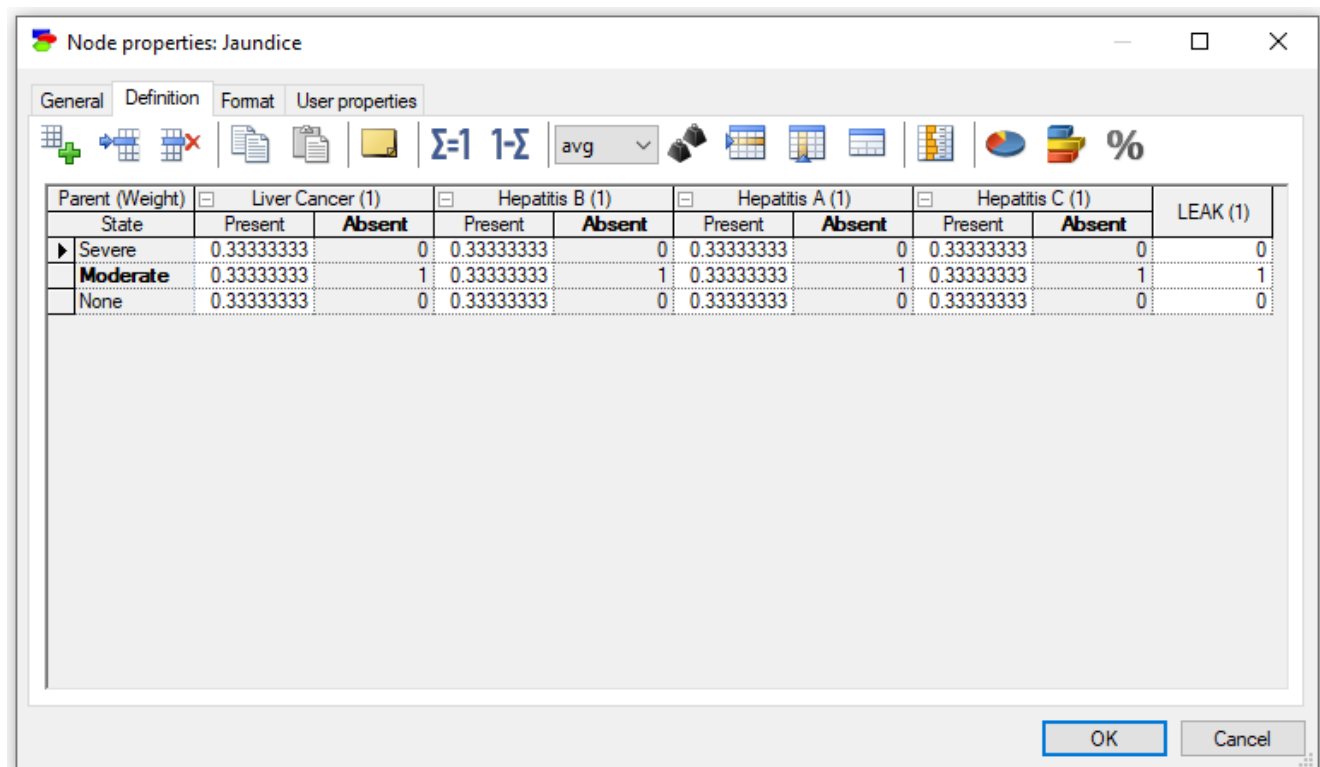 Node properties: Jaundice
General Definition Format User properties
Σ=1 1-Σ avg %
Parent (Weight) Liver Cancer (1) Hepatitis B (1) Hepatitis A (1) Hepatitis C (1) LEAK (1)
State Present Absent Present Absent Present Absent Present Absent
Severe 0.33333333 0 0.33333333 0 0.33333333 0 0.33333333 0 0
Moderate 0.33333333 1 0.33333333 1 0.33333333 1 0.33333333 1 1
None 0.33333333 0 0.33333333 0 0.33333333 0 0.33333333 0 0
OK Cancel